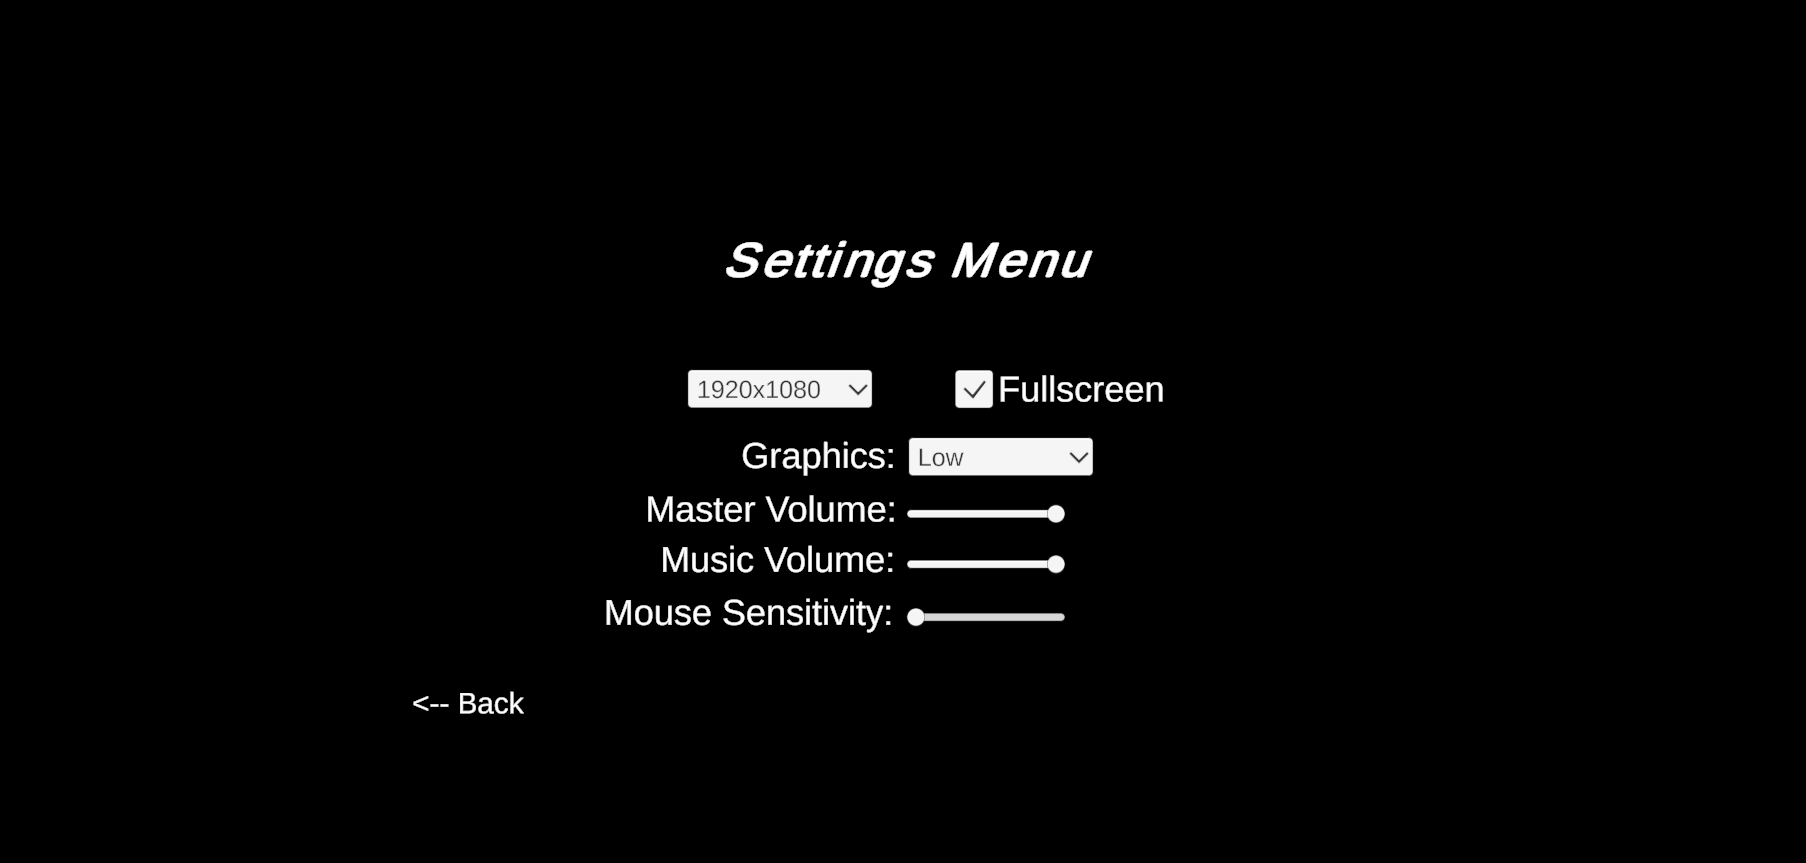 Settings Menu
1920x1080 Fullscreen
Graphics: Low
Master Volume:
Music Volume:
Mouse Sensitivity:
<-- Back